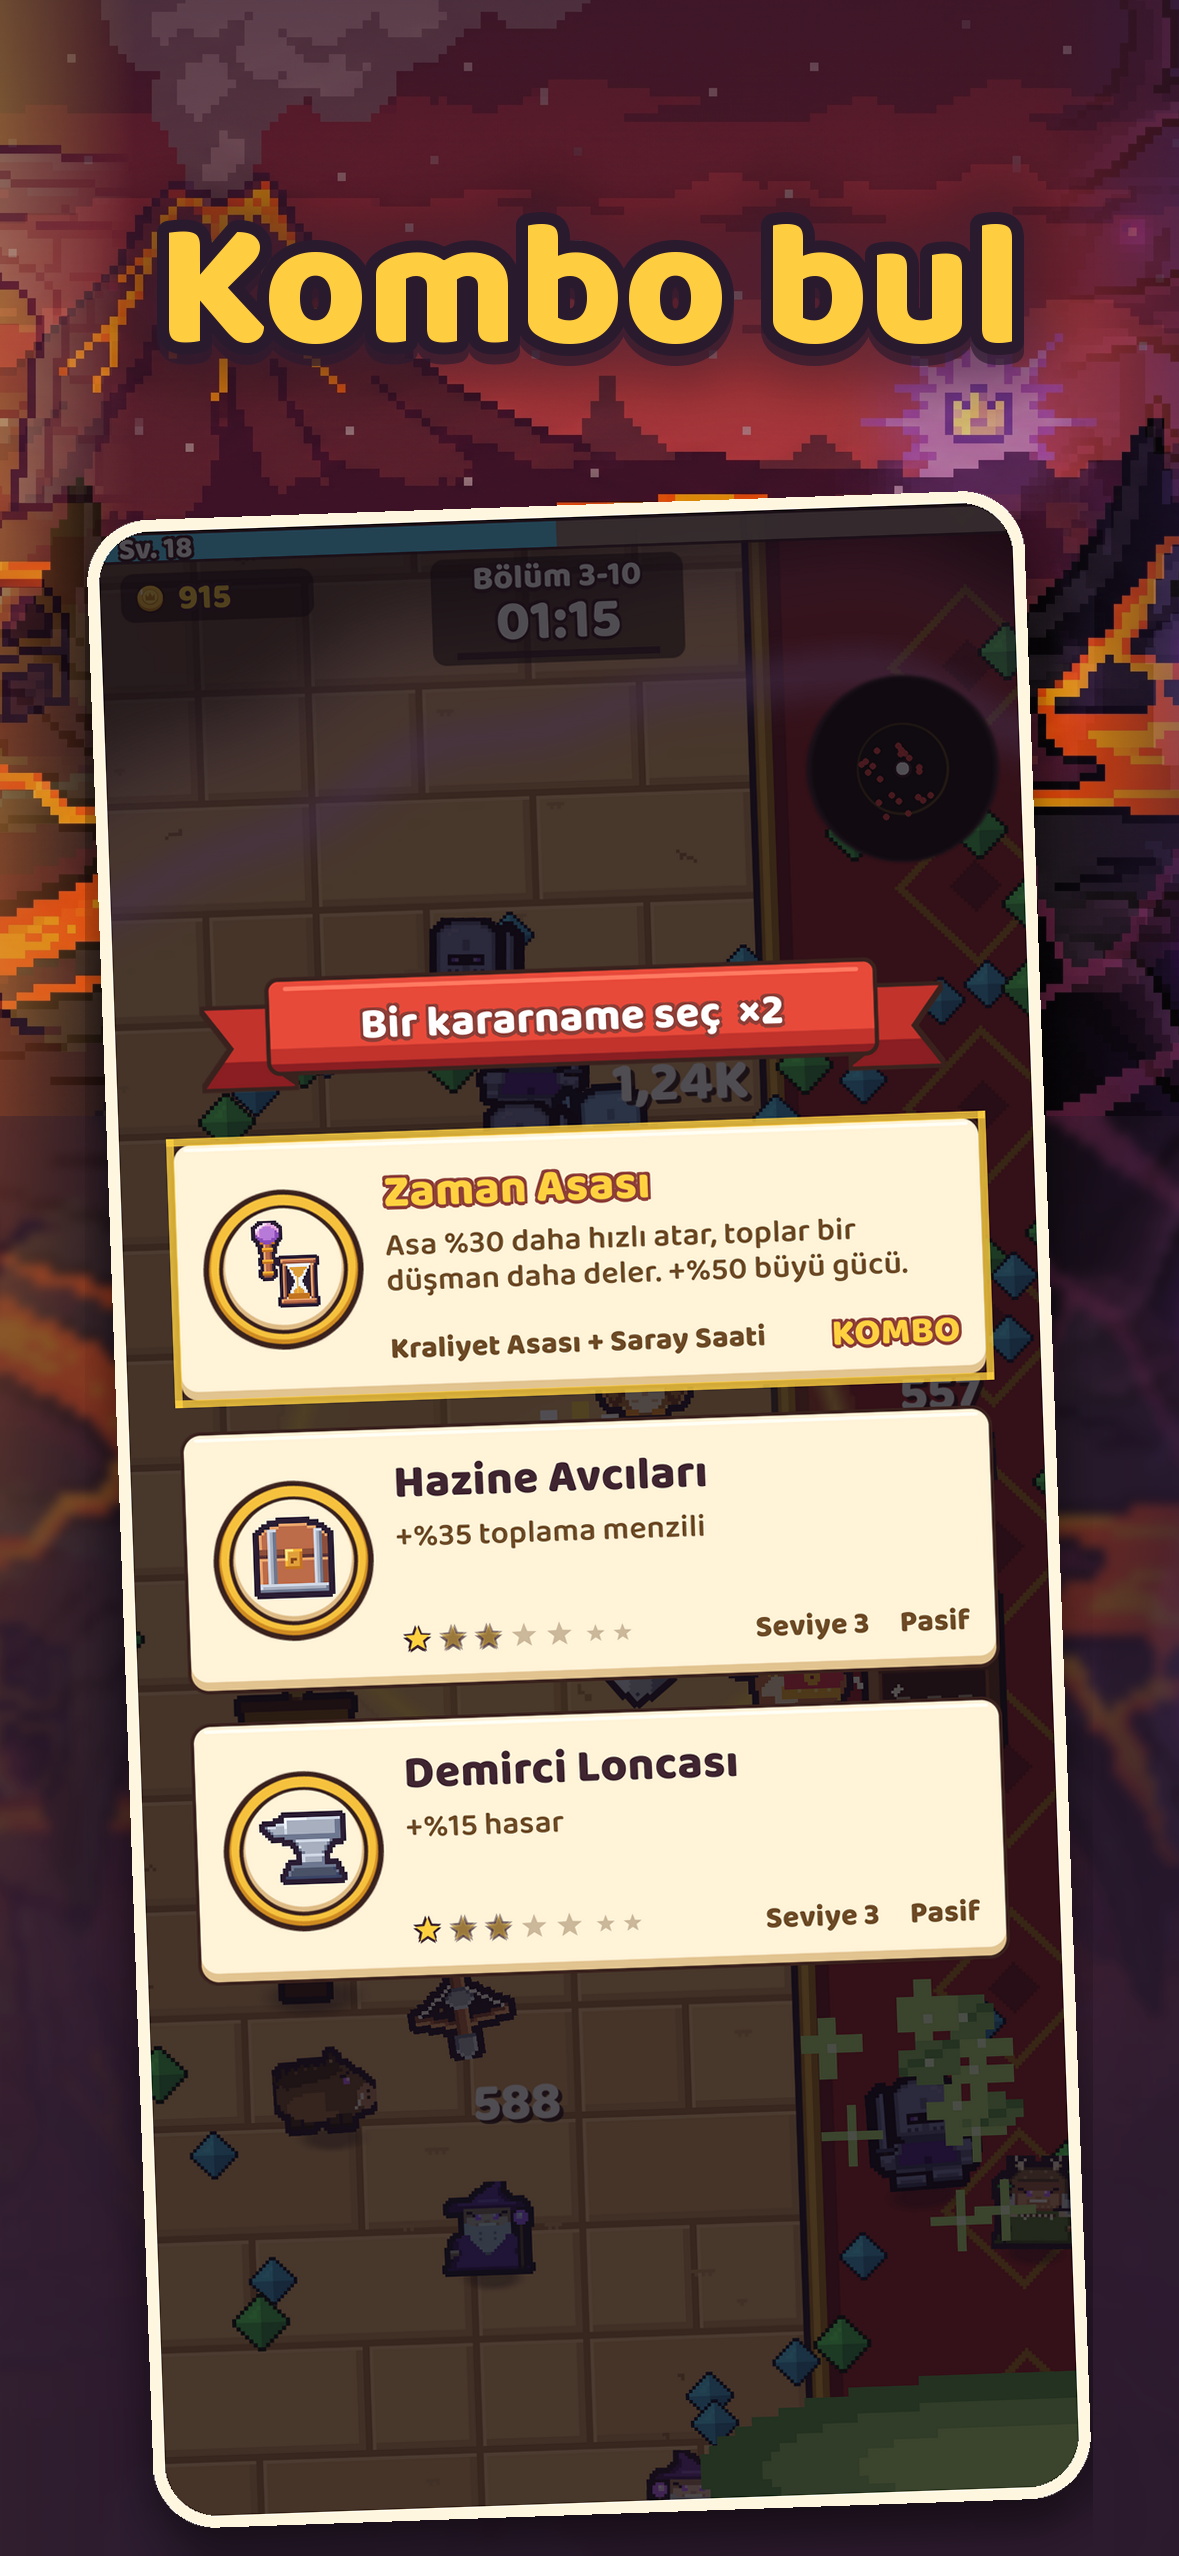 Kombo bul
Sv. 18
915
Bölüm 3-10
01:15
Bir kararname seç ×2
1,24K
Zaman Asası
Asa %30 daha hızlı atar, toplar bir
düşman daha deler. +%50 büyü gücü.
Kraliyet Asası + Saray Saati
KOMBO
557
Hazine Avcıları
+%35 toplama menzili
Seviye 3 Pasif
Demirci Loncası
+%15 hasar
Seviye 3 Pasif
588